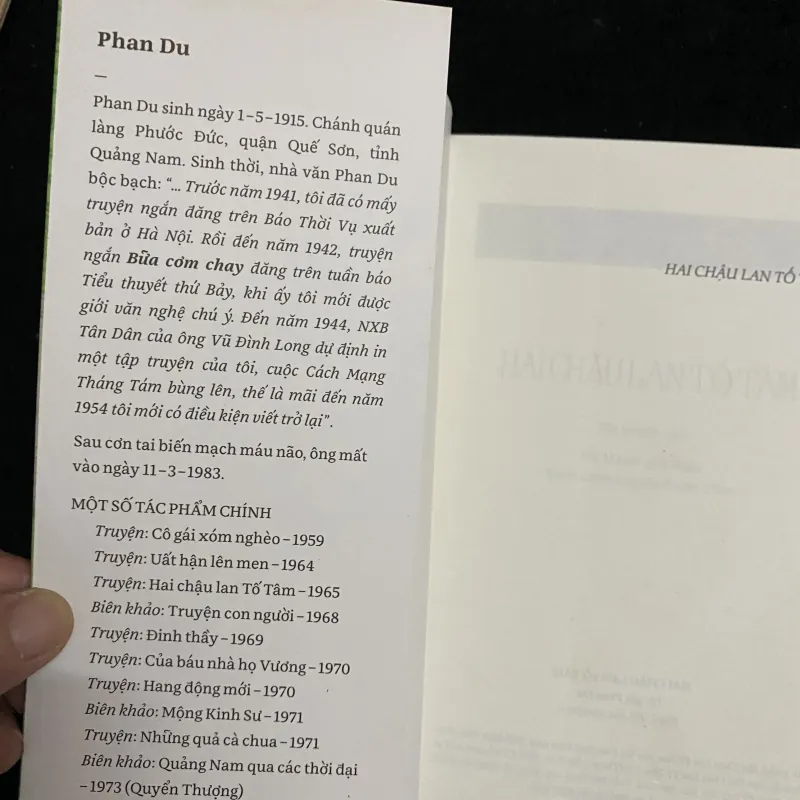 Phan Du
—
Phan Du sinh ngày 1-5-1915. Chánh quán
làng Phước Đức, quận Quế Sơn, tỉnh
Quảng Nam. Sinh thời, nhà văn Phan Du
bộc bạch: “... Trước năm 1941, tôi đã có mấy
truyện ngắn đăng trên Báo Thời Vụ xuất
bản ở Hà Nội. Rồi đến năm 1942, truyện
ngắn Bữa cơm chay đăng trên tuần báo
Tiểu thuyết thứ Bảy, khi ấy tôi mới được
giới văn nghệ chú ý. Đến năm 1944, NXB
Tân Dân của ông Vũ Đình Long dự định in
một tập truyện của tôi, cuộc Cách Mạng
Tháng Tám bùng lên, thế là mãi đến năm
1954 tôi mới có điều kiện viết trở lại”.
Sau cơn tai biến mạch máu não, ông mất
vào ngày 11-3-1983.
MỘT SỐ TÁC PHẨM CHÍNH
Truyện: Cô gái xóm nghèo – 1959
Truyện: Uất hận lên men – 1964
Truyện: Hai chậu lan Tố Tâm – 1965
Biên khảo: Truyện con người – 1968
Truyện: Đinh thầy – 1969
Truyện: Của báu nhà họ Vương – 1970
Truyện: Hang động mới – 1970
Biên khảo: Mộng Kinh Sư – 1971
Truyện: Những quả cà chua – 1971
Biên khảo: Quảng Nam qua các thời đại
– 1973 (Quyển Thượng)
HAI CHẬU LAN TỐ